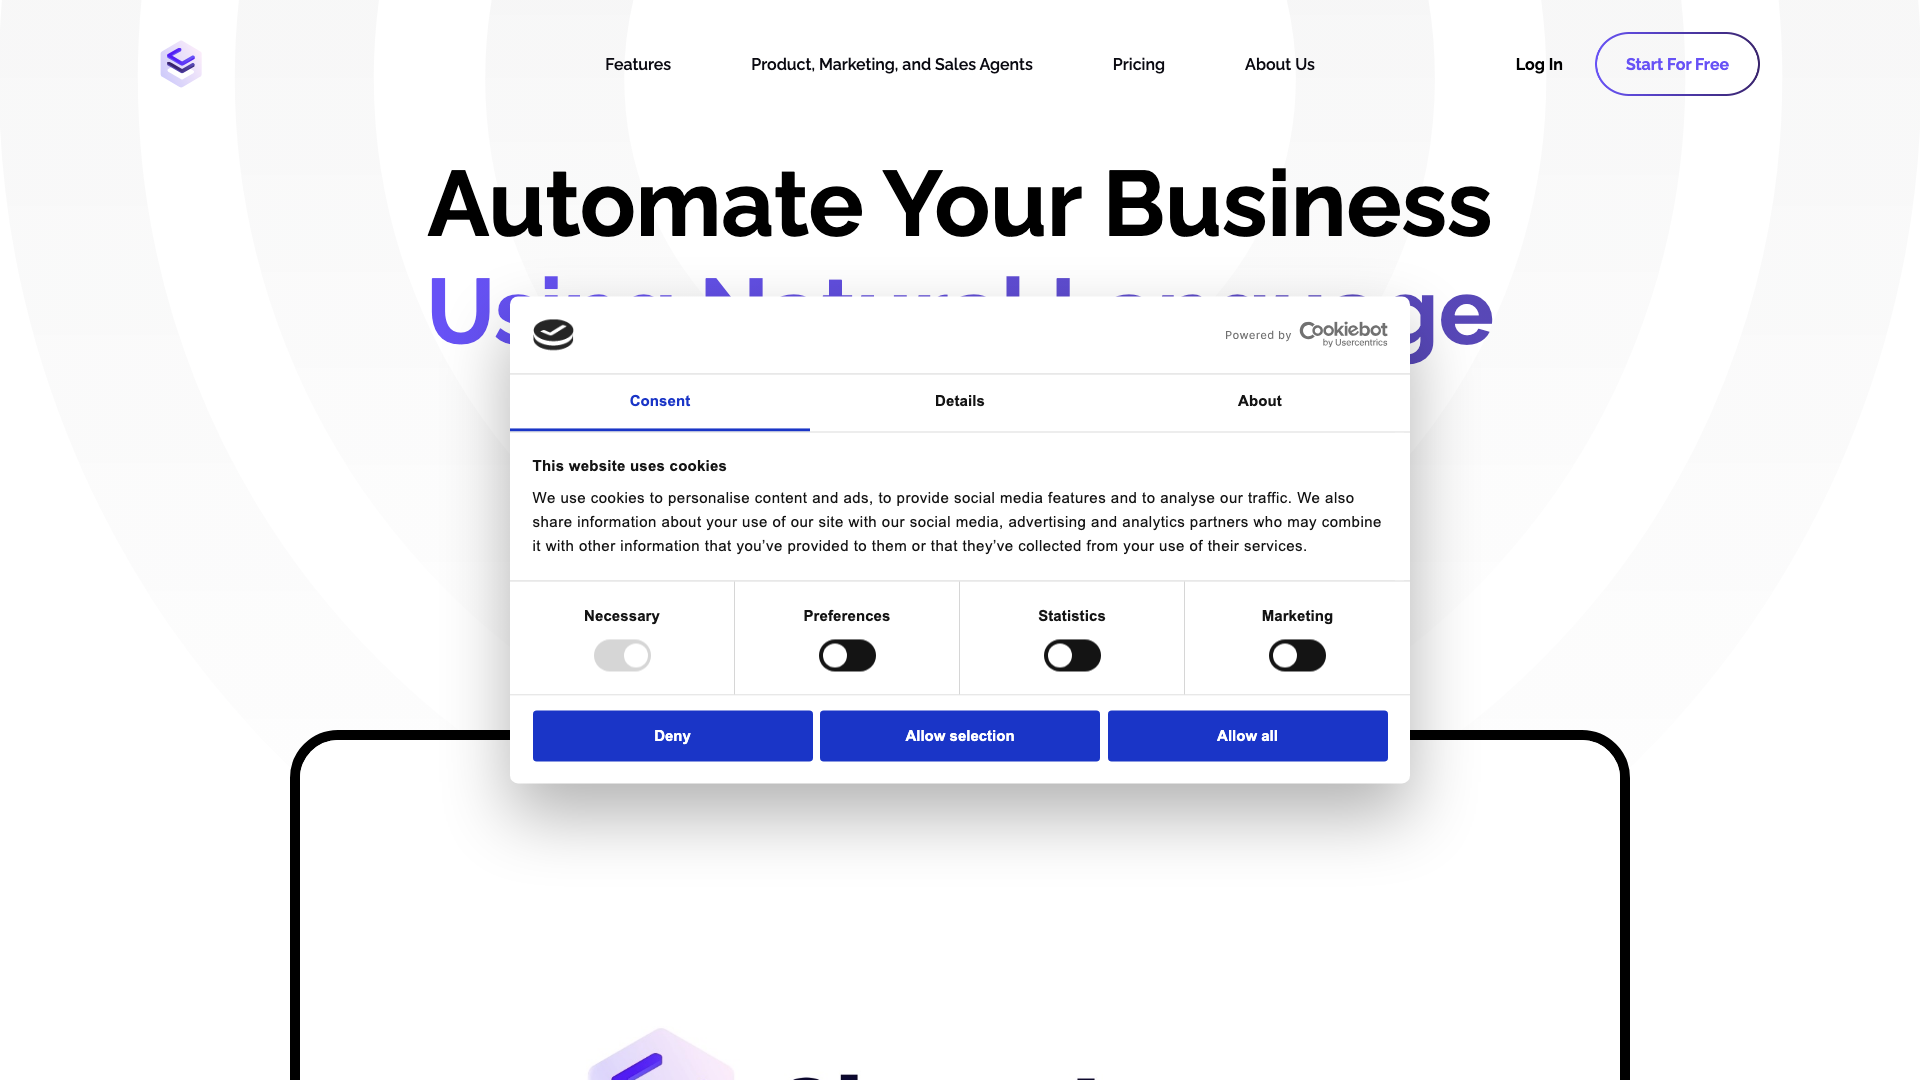 Features
Product, Marketing, and Sales Agents
Pricing
About Us
Log In
Start For Free
Automate Your Business
Using Natural Language
Powered by Cookiebot
by Usercentrics
Consent
Details
About
This website uses cookies
We use cookies to personalise content and ads, to provide social media features and to analyse our traffic. We also
share information about your use of our site with our social media, advertising and analytics partners who may combine
it with other information that you’ve provided to them or that they’ve collected from your use of their services.
Necessary
Preferences
Statistics
Marketing
Deny
Allow selection
Allow all